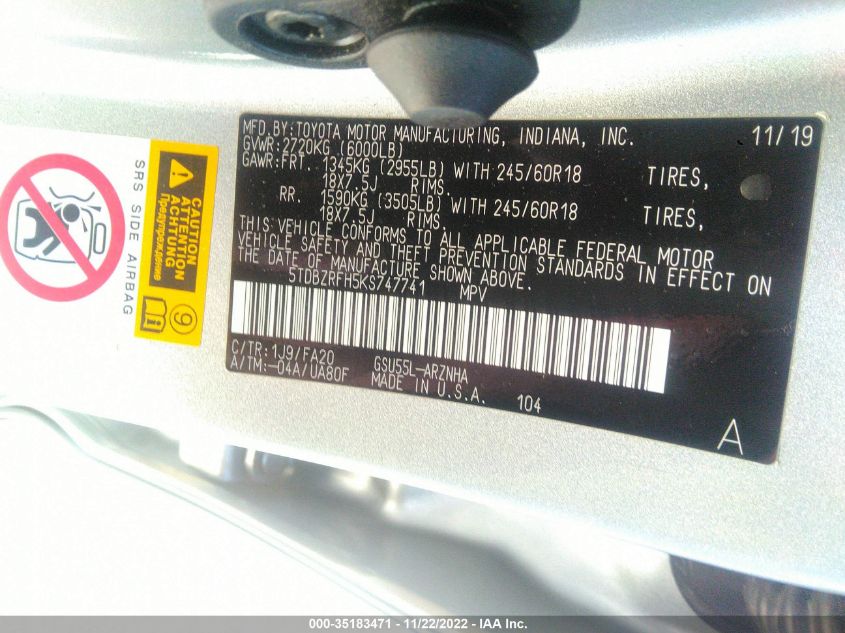 MFD.BY:TOYOTA MOTOR MANUFACTURING, INDIANA, INC. 11/19
GVWR:2720KG (6000LB)
GAWR:FRT. 1345KG (2955LB) WITH 245/60R18 TIRES,
18X7.5J RIMS.
RR. 1590KG (3505LB) WITH 245/60R18 TIRES,
18X7.5J RIMS.
THIS VEHICLE CONFORMS TO ALL APPLICABLE FEDERAL MOTOR
VEHICLE SAFETY AND THEFT PREVENTION STANDARDS IN EFFECT ON
THE DATE OF MANUFACTURE SHOWN ABOVE.
5TDBZRFH5KS747741 MPV
C/TR:1J9/FA20 GSU55L-ARZNHA
A/TM:-04A/UA80F MADE IN U.S.A. 104
A
SRS SIDE AIRBAG
CAUTION
ATTENTION
ACHTUNG
Предупреждение
9
000-35183471 - 11/22/2022 - IAA Inc.